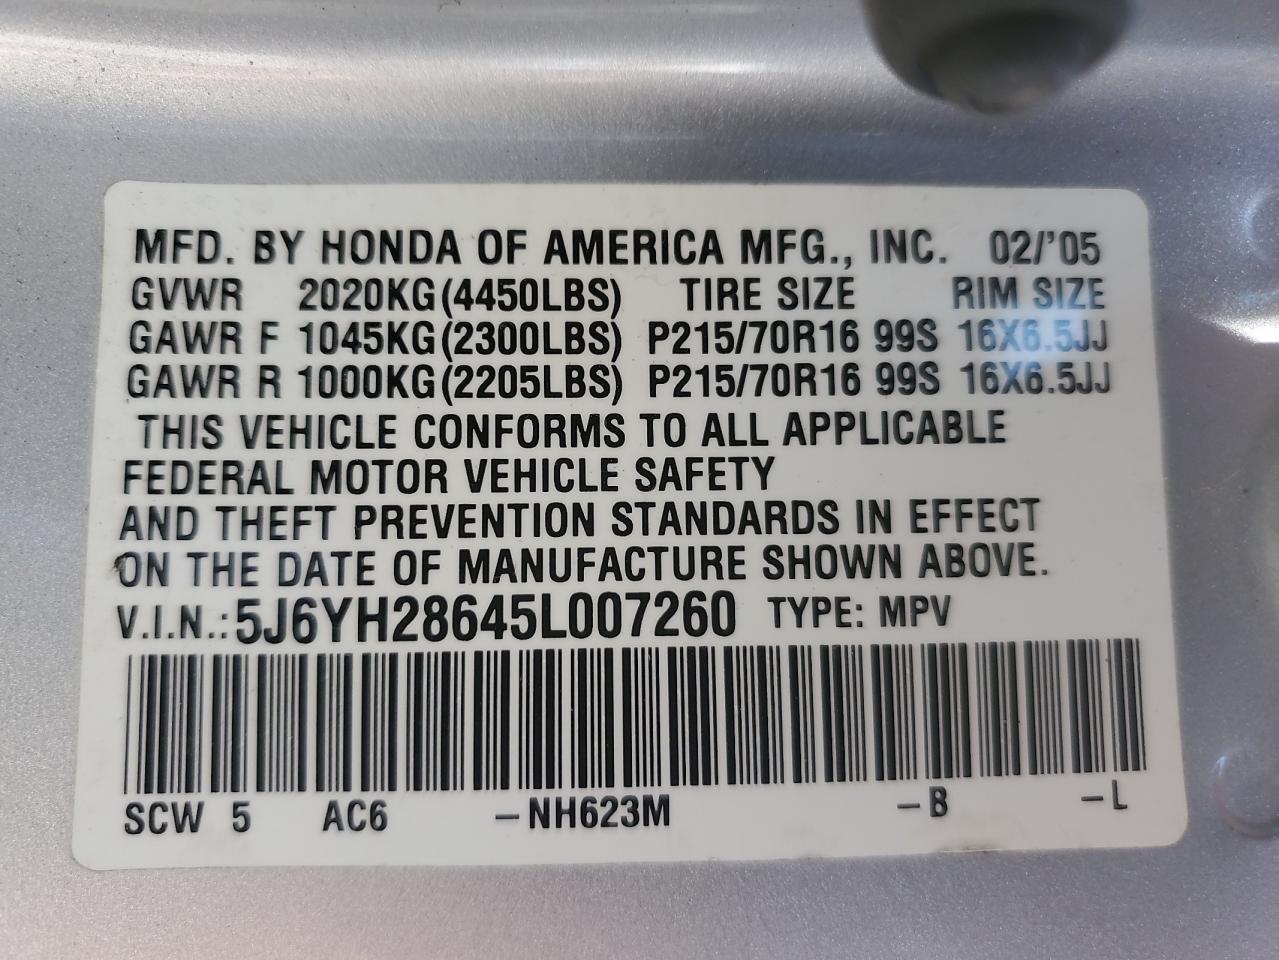 MFD. BY HONDA OF AMERICA MFG., INC. 02/'05
GVWR 2020KG(4450LBS) TIRE SIZE RIM SIZE
GAWR F 1045KG(2300LBS) P215/70R16 99S 16X6.5JJ
GAWR R 1000KG(2205LBS) P215/70R16 99S 16X6.5JJ
THIS VEHICLE CONFORMS TO ALL APPLICABLE
FEDERAL MOTOR VEHICLE SAFETY
AND THEFT PREVENTION STANDARDS IN EFFECT
ON THE DATE OF MANUFACTURE SHOWN ABOVE.
V.I.N.: 5J6YH28645L007260 TYPE: MPV
SCW 5 AC6 –NH623M –B –L